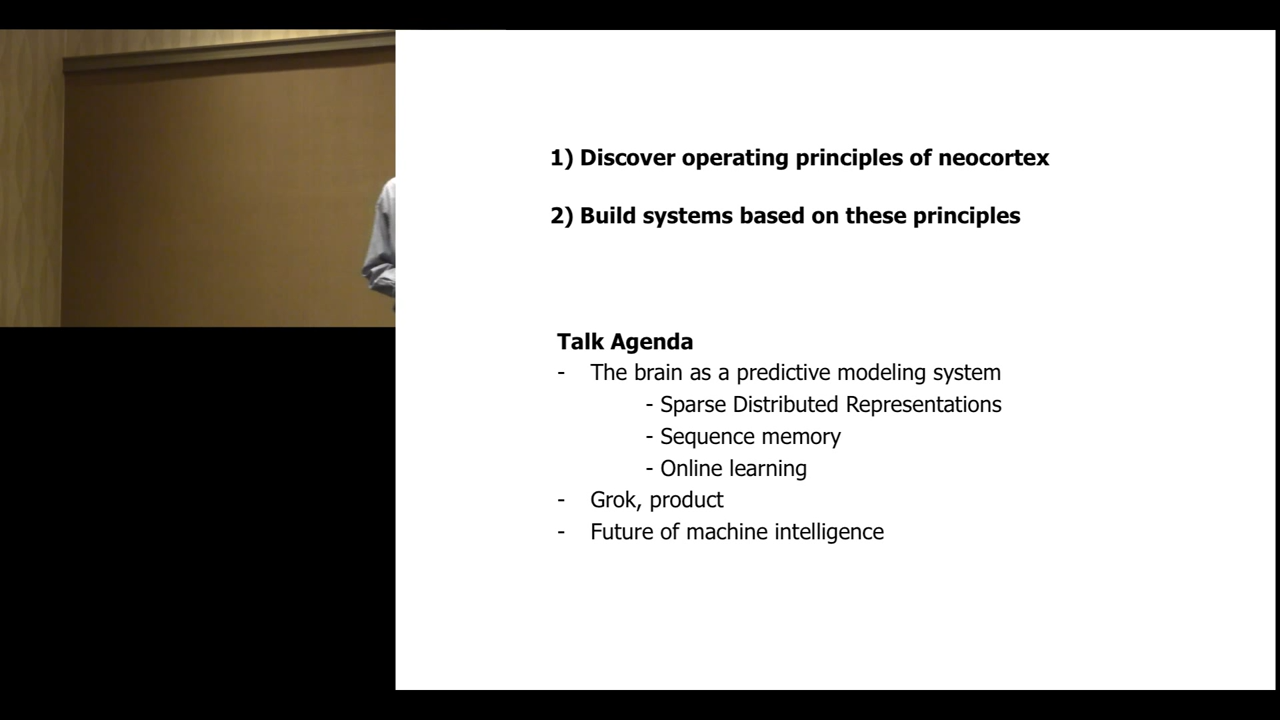 1) Discover operating principles of neocortex
2) Build systems based on these principles
Talk Agenda
- The brain as a predictive modeling system
- Sparse Distributed Representations
- Sequence memory
- Online learning
- Grok, product
- Future of machine intelligence